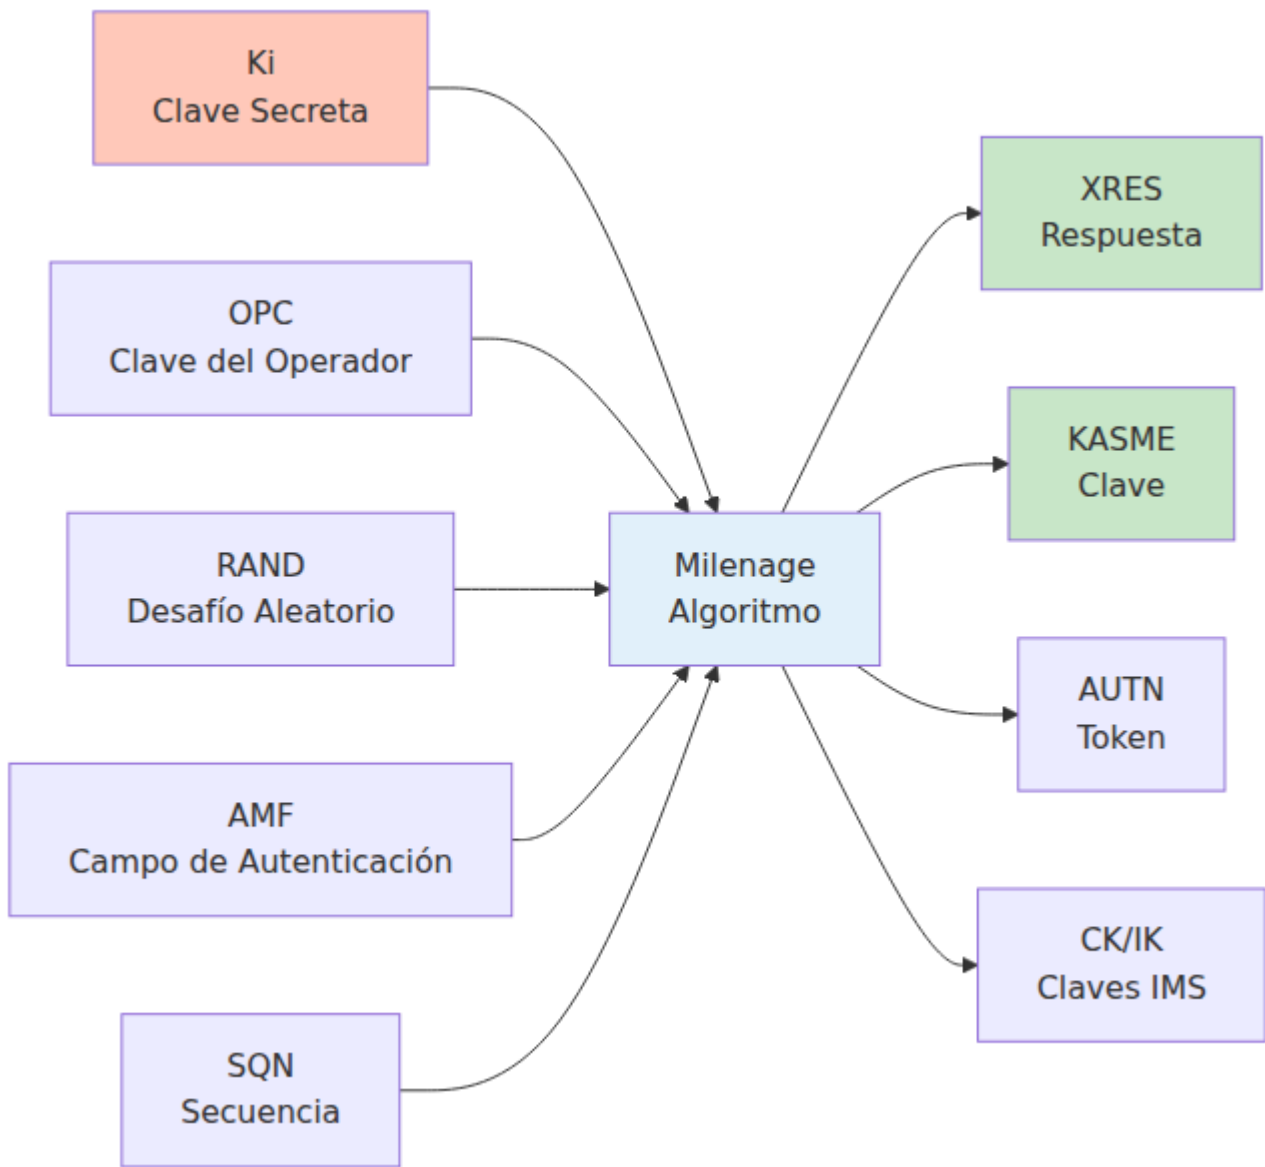 Ki
Clave Secreta
OPC
Clave del Operador
RAND
Desafío Aleatorio
AMF
Campo de Autenticación
SQN
Secuencia
Milenage
Algoritmo
XRES
Respuesta
KASME
Clave
AUTN
Token
CK/IK
Claves IMS